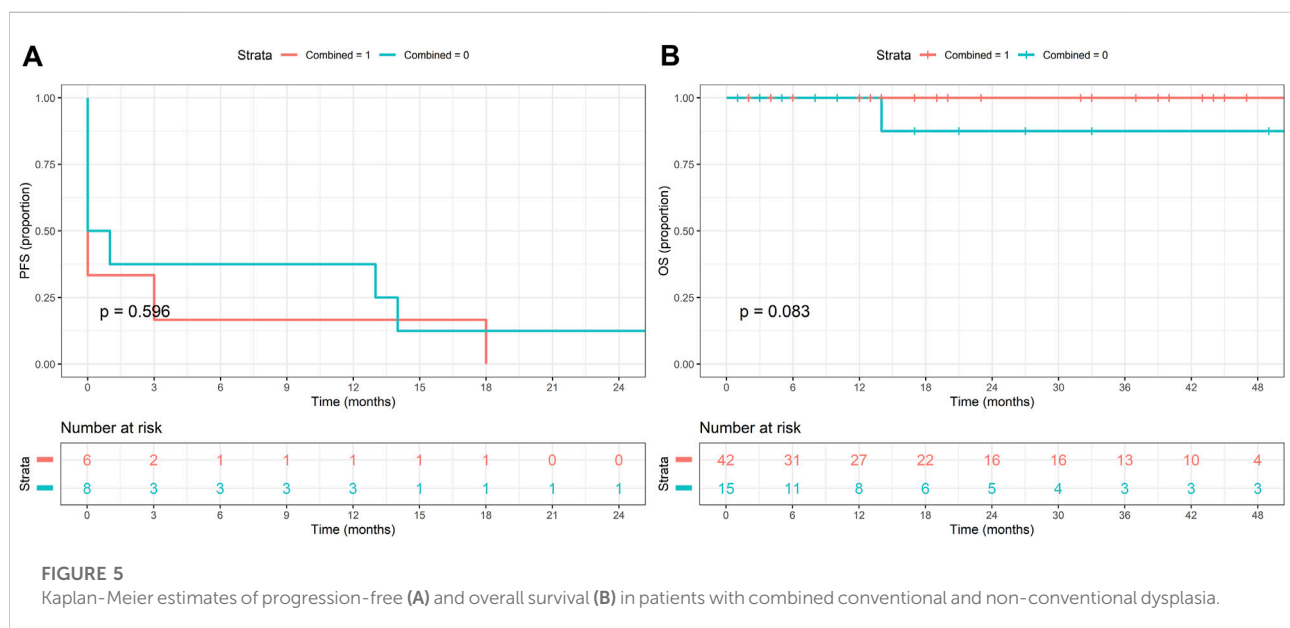 A
Strata Combined = 1 Combined = 0
PFS (proportion)
1.00
0.75
0.50
0.25
0.00
p = 0.596
0 3 6 9 12 15 18 21 24
Time (months)
Number at risk
Strata
6 2 1 1 1 1 1 0 0
8 3 3 3 3 1 1 1 1
0 3 6 9 12 15 18 21 24
Time (months)
B
Strata Combined = 1 Combined = 0
OS (proportion)
1.00
0.75
0.50
0.25
0.00
p = 0.083
0 6 12 18 24 30 36 42 48
Time (months)
Number at risk
Strata
42 31 27 22 16 16 13 10 4
15 11 8 6 5 4 3 3 3
0 6 12 18 24 30 36 42 48
Time (months)
FIGURE 5
Kaplan-Meier estimates of progression-free (A) and overall survival (B) in patients with combined conventional and non-conventional dysplasia.